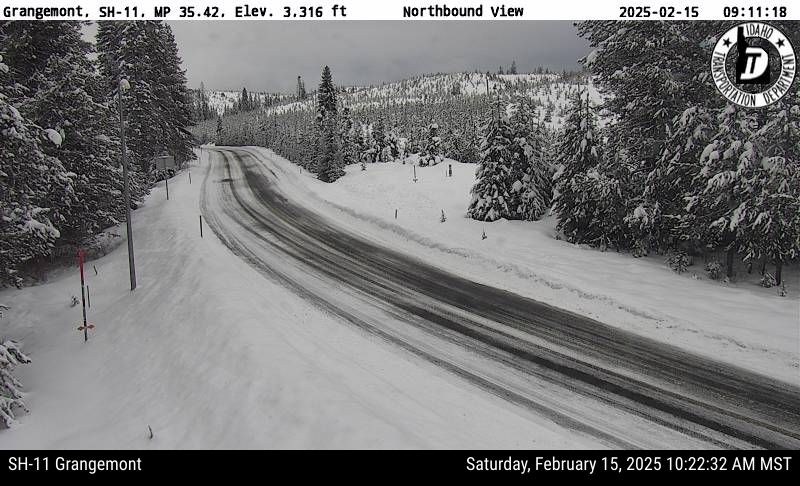 Grangemont, SH-11, MP 35.42, Elev. 3,316 ft Northbound View 2025-02-15 09:11:18
IDAHO
TRANSPORTATION DEPARTMENT
SH-11 Grangemont Saturday, February 15, 2025 10:22:32 AM MST